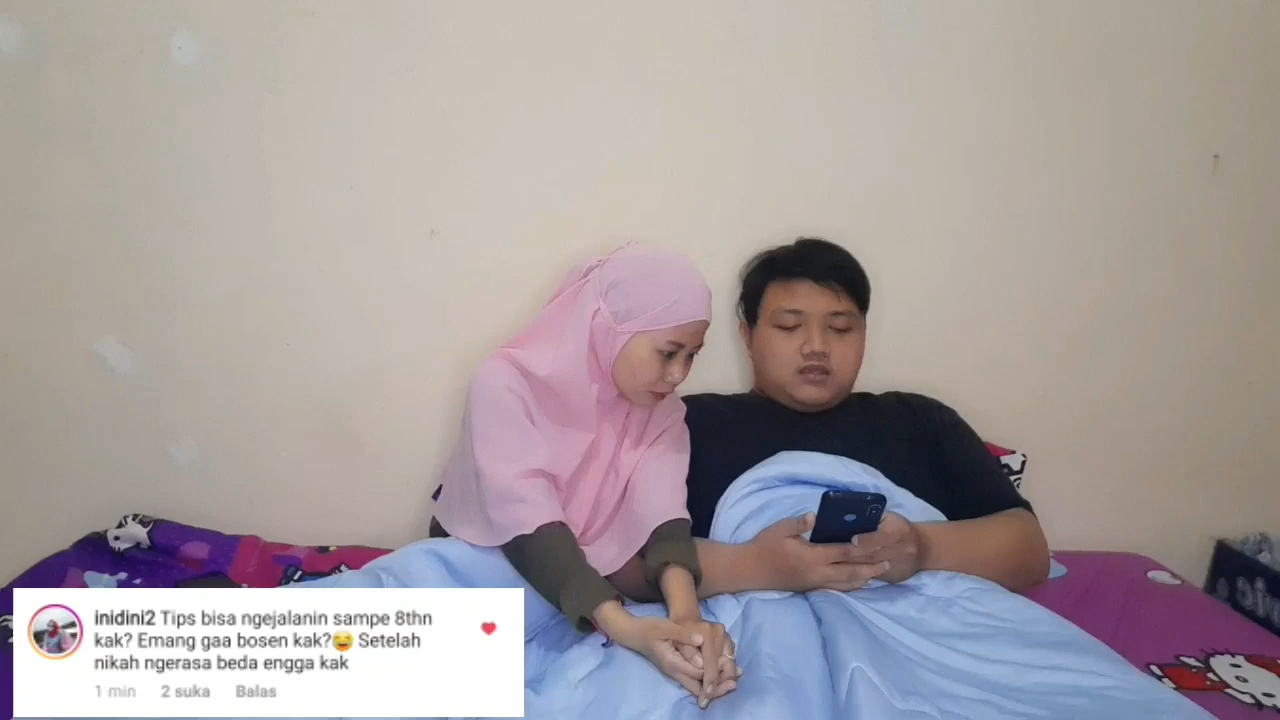 inidini2 Tips bisa ngejalanin sampe 8thn
kak? Emang gaa bosen kak?😄 Setelah
nikah ngerasa beda engga kak
1 min 2 suka Balas